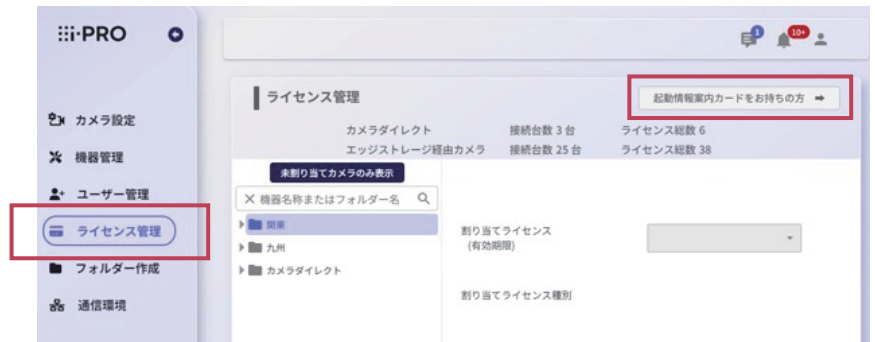 i-PRO
1
10+
カメラ設定
機器管理
ユーザー管理
ライセンス管理
フォルダー作成
通信環境
ライセンス管理
起動情報案内カードをお持ちの方 ➡
カメラダイレクト 接続台数 3 台 ライセンス総数 6
エッジストレージ経由カメラ 接続台数 25 台 ライセンス総数 38
未割り当てカメラのみ表示
機器名称またはフォルダー名
関東
九州
カメラダイレクト
割り当てライセンス
(有効期限)
割り当てライセンス種別